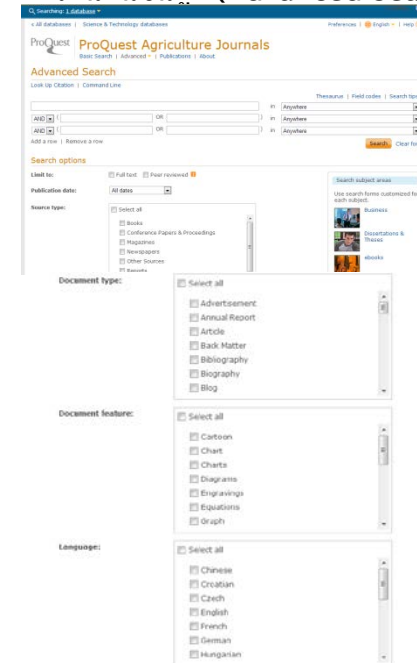 Searching: 1 database
Preferences | English | Help
< All databases | Science & Technology databases
ProQuest
ProQuest Agriculture Journals
Basic Search | Advanced | Publications | About
Advanced Search
Look Up Citation | Command Line
Thesaurus | Field codes | Search tips
in Anywhere
AND ( OR ) in Anywhere
AND ( OR ) in Anywhere
Add a row | Remove a row
Search Clear
Search options
Limit to: Full text Peer reviewed
Publication date: All dates
Source type: Select all
Books
Conference Papers & Proceedings
Magazines
Newspapers
Other Sources
Reports
Search subject areas
Use search forms customized for
each subject.
Business
Dissertations &
Theses
ebooks
Document type: Select all
Advertisement
Annual Report
Article
Back Matter
Bibliography
Biography
Blog
Document feature: Select all
Cartoon
Chart
Charts
Diagrams
Engravings
Equations
Graph
Language: Select all
Chinese
Croatian
Czech
English
French
German
Hungarian